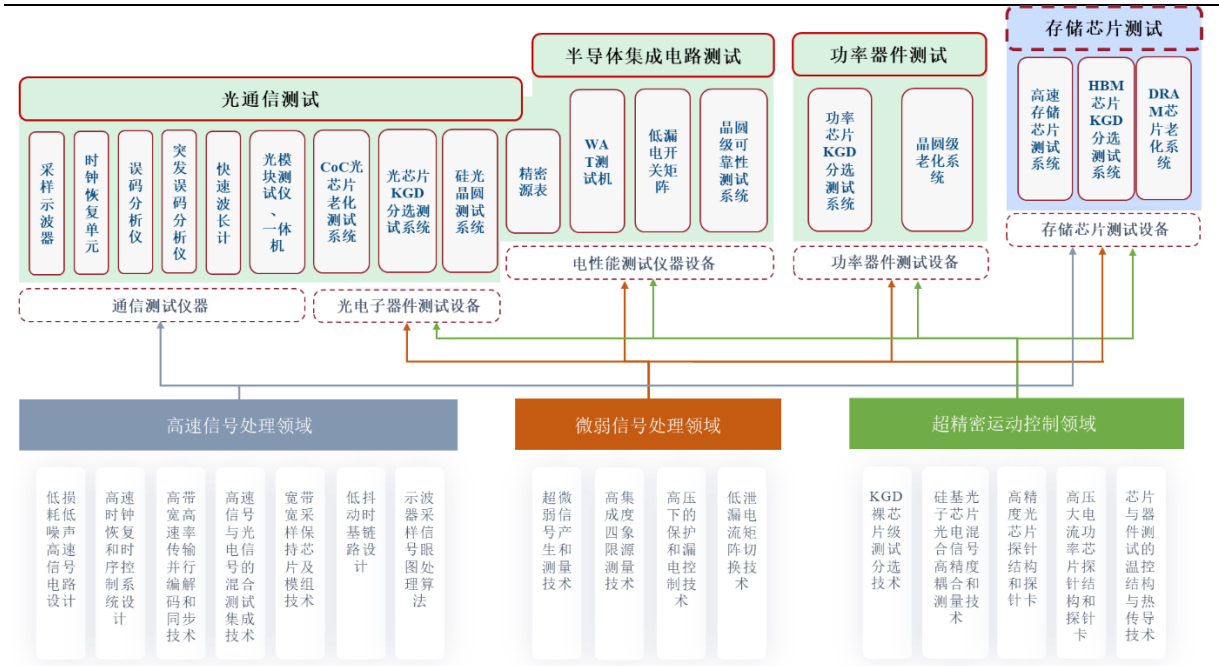 存储芯片测试
半导体集成电路测试
功率器件测试
光通信测试
采样示波器
时钟恢复单元
误码分析仪
突发误码分析仪
快速波长计
光模块测试仪、一体机
CoC光芯片老化测试系统
光芯片KGD分选测试系统
硅光晶圆测试系统
精密源表
WAT测试机
低漏电开关矩阵
晶圆级可靠性测试系统
功率芯片KGD分选测试系统
晶圆级老化系统
高速存储芯片测试系统
HBM芯片KGD分选测试系统
DRAM芯片老化系统
通信测试仪器
光电子器件测试设备
电性能测试仪器设备
功率器件测试设备
存储芯片测试设备
高速信号处理领域
微弱信号处理领域
超精密运动控制领域
低损耗低噪声高速信号电路设计
高速时钟恢复和时序控制系统设计
高带宽高速率传输并行编解码和同步技术
高速信号与光电信号的混合测试集成技术
宽带宽采样保持芯片及模组技术
低抖动时基链路设计
示波器采样信号眼图处理算法
超微弱信号产生和测量技术
高集成度四象限源测量技术
高压下的保护和漏电控制技术
低泄漏电流矩阵切换技术
KGD裸芯片级测试分选技术
硅基光子芯片光电混合信号高精度耦合和测量技术
高精度光芯片探针结构和探针卡
高压大电流功率芯片探针结构和探针卡
芯片与器件测试的温控结构与热传导技术